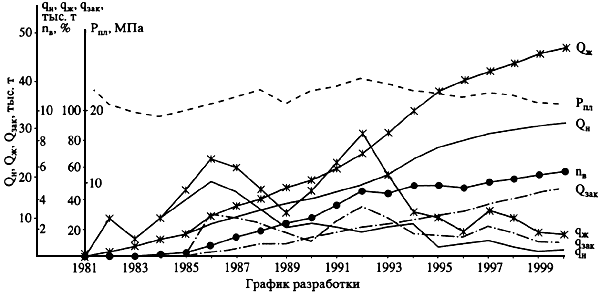 qн, qж, qзак,
тыс. т
nв, % Pпл, МПа
Qн, Qж, Qзак, тыс. т
50
40
30
20
10
10
8
6
4
2
100
80
60
40
20
20
10
Qж
Pпл
Qн
nв
Qзак
qж
qзак
qн
1981 1983 1985 1987 1989 1991 1993 1995 1997 1999
График разработки